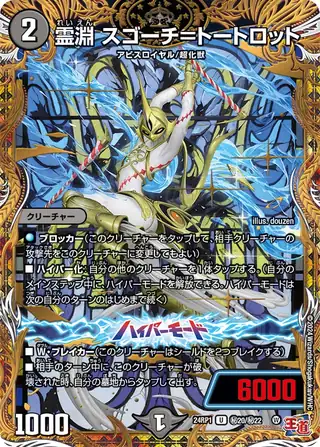 2
れいえん
霊淵 スゴーチ=トートロット
アビスロイヤル/超化獣
クリーチャー
illus. douzen
■ブロッカー(このクリーチャーをタップして、相手クリーチャーの
攻撃先をこのクリーチャーに変更してもよい)
■ハイパー化:自分の他のクリーチャーを1体タップする。(自分の
メインステップ中に、ハイパーモードを解放できる。ハイパーモードは
次の自分のターンのはじめまで続く)
ハイパーモード
■W・ブレイカー(このクリーチャーはシールドを2つブレイクする)
■相手のターン中に、このクリーチャーが破
壊された時、自分の墓地からタップして出す。
6000
1000
1
24RP1 U 秘20/秘22 Ⅳ
王道